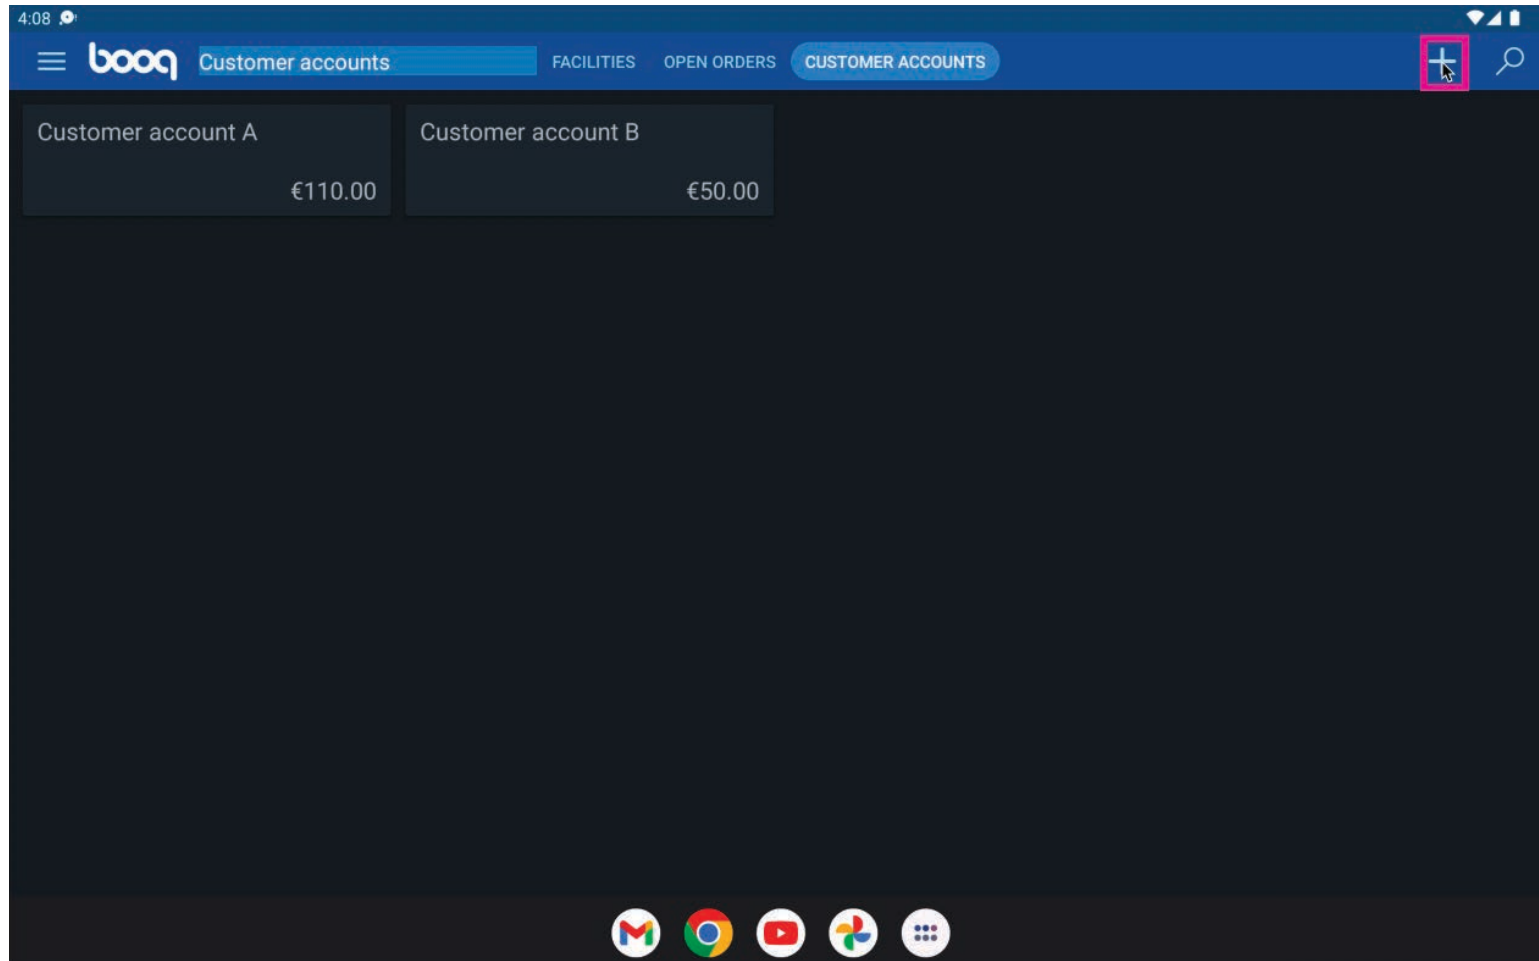 4:08
booq Customer accounts FACILITIES OPEN ORDERS CUSTOMER ACCOUNTS
Customer account A
€110.00
Customer account B
€50.00